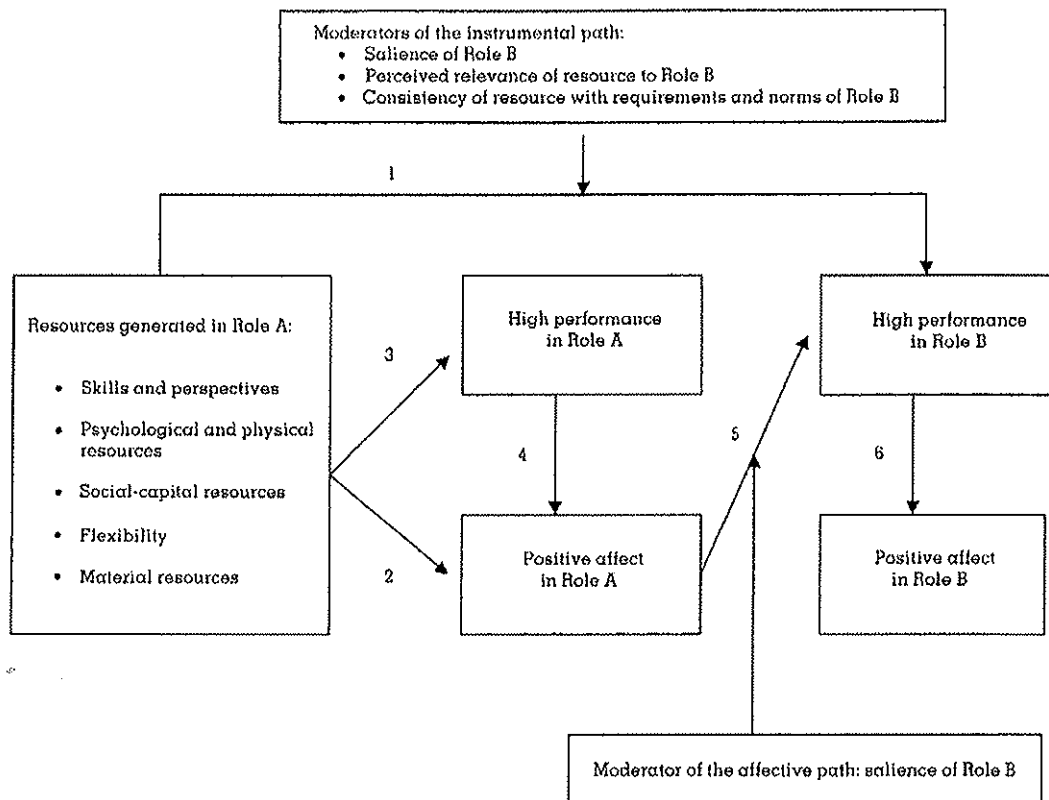 Moderators of the instrumental path:
• Salience of Role B
• Perceived relevance of resource to Role B
• Consistency of resource with requirements and norms of Role B
1
Resources generated in Role A:
• Skills and perspectives
• Psychological and physical
resources
• Social-capital resources
• Flexibility
• Material resources
3
2
High performance
in Role A
4
Positive affect
in Role A
5
High performance
in Role B
6
Positive affect
in Role B
Moderator of the affective path: salience of Role B